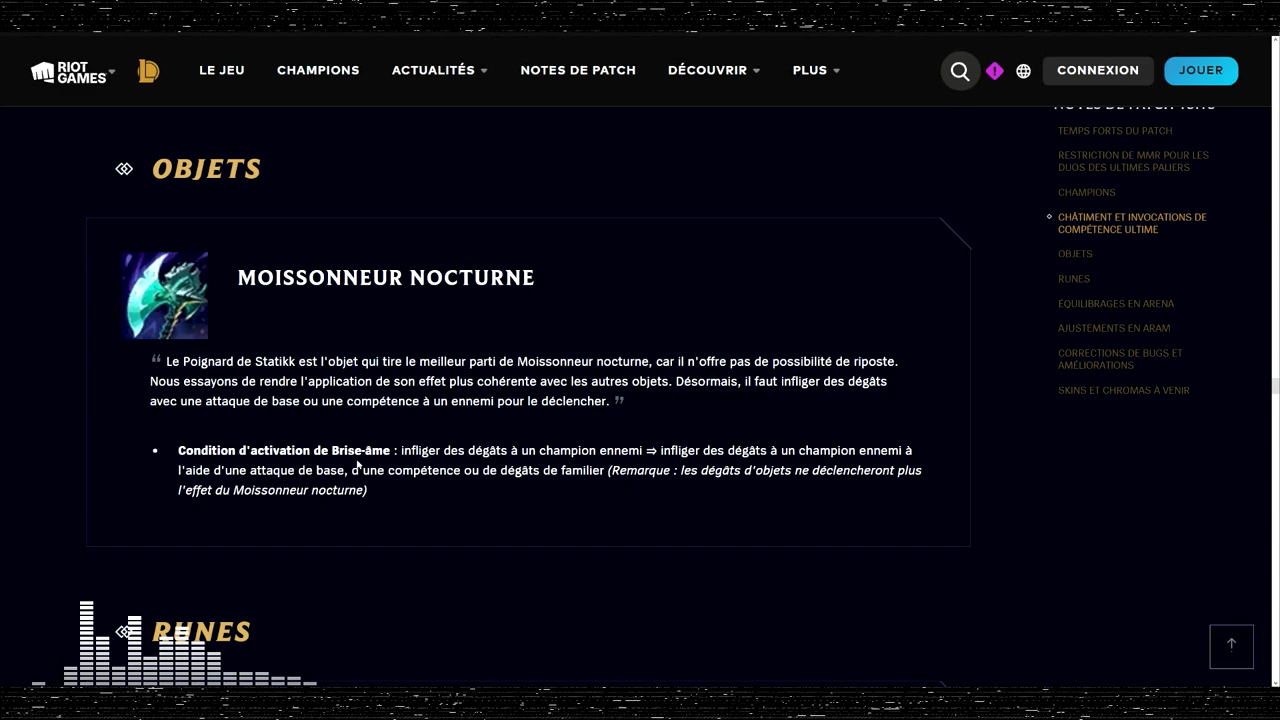 RIOT
GAMES
LE JEU
CHAMPIONS
ACTUALITÉS
NOTES DE PATCH
DÉCOUVRIR
PLUS
CONNEXION
JOUER
OBJETS
MOISSONNEUR NOCTURNE
“ Le Poignard de Statikk est l'objet qui tire le meilleur parti de Moissonneur nocturne, car il n'offre pas de possibilité de riposte.
Nous essayons de rendre l'application de son effet plus cohérente avec les autres objets. Désormais, il faut infliger des dégâts
avec une attaque de base ou une compétence à un ennemi pour le déclencher. ”
• Condition d'activation de Brise-âme : infliger des dégâts à un champion ennemi ⇒ infliger des dégâts à un champion ennemi à
l'aide d'une attaque de base, d'une compétence ou de dégâts de familier (Remarque : les dégâts d'objets ne déclencheront plus
l'effet du Moissonneur nocturne)
RUNES
NOTES DE PATCH
TEMPS FORTS DU PATCH
RESTRICTION DE MMR POUR LES
DUOS DES ULTIMES PALIERS
CHAMPIONS
CHÂTIMENT ET INVOCATIONS DE
COMPÉTENCE ULTIME
OBJETS
RUNES
ÉQUILIBRAGES EN ARENA
AJUSTEMENTS EN ARAM
CORRECTIONS DE BUGS ET
AMÉLIORATIONS
SKINS ET CHROMAS À VENIR